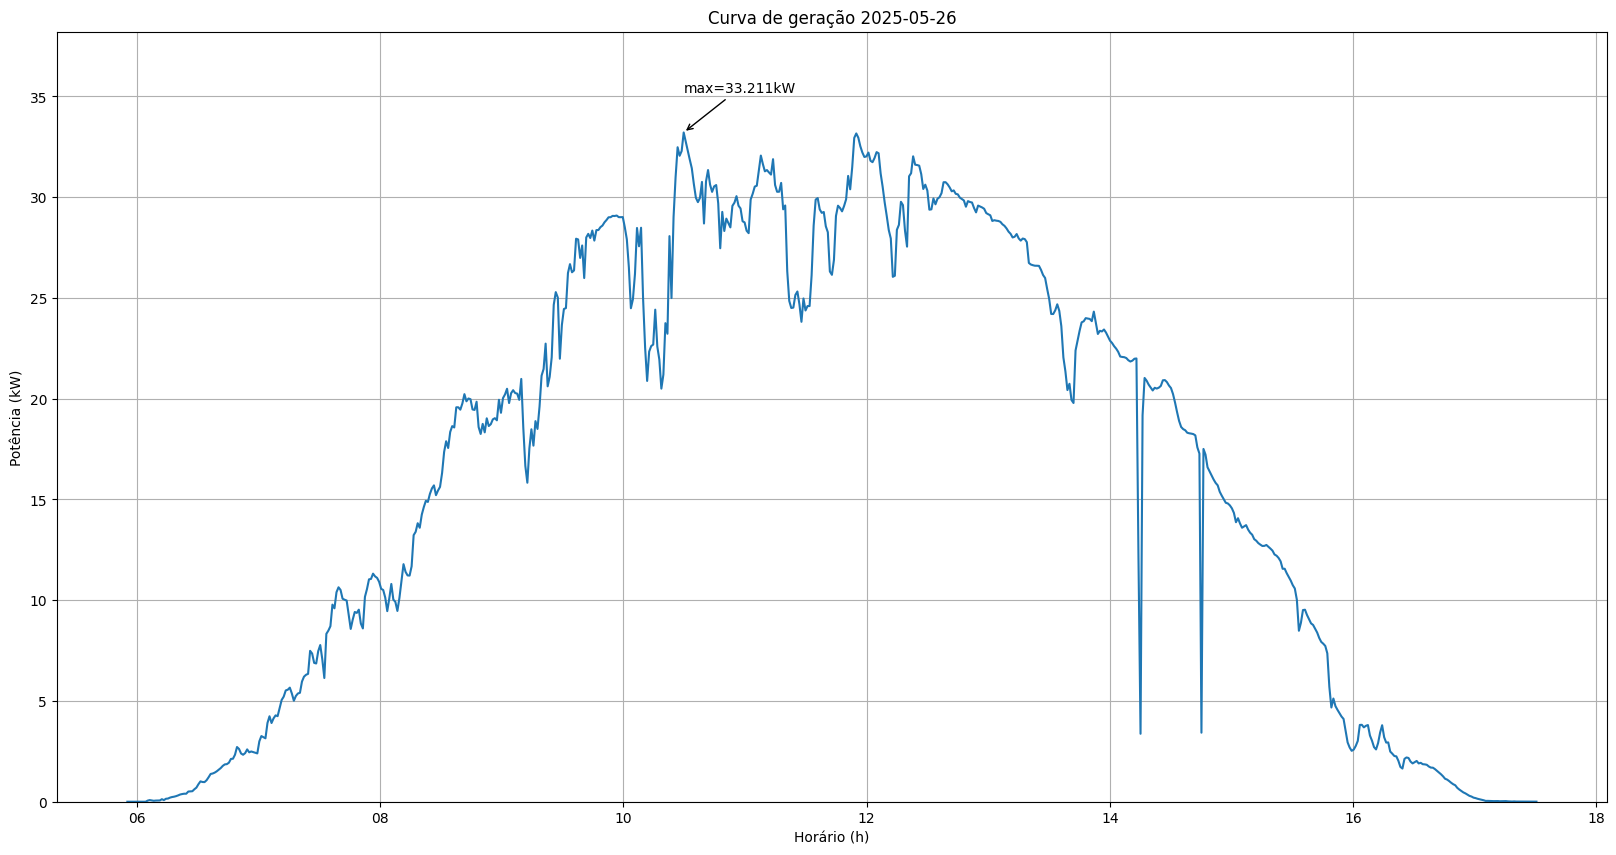 Curva de geração 2025-05-26
max=33.211kW
Potência (kW)
35
30
25
20
15
10
5
0
06 08 10 12 14 16 18
Horário (h)